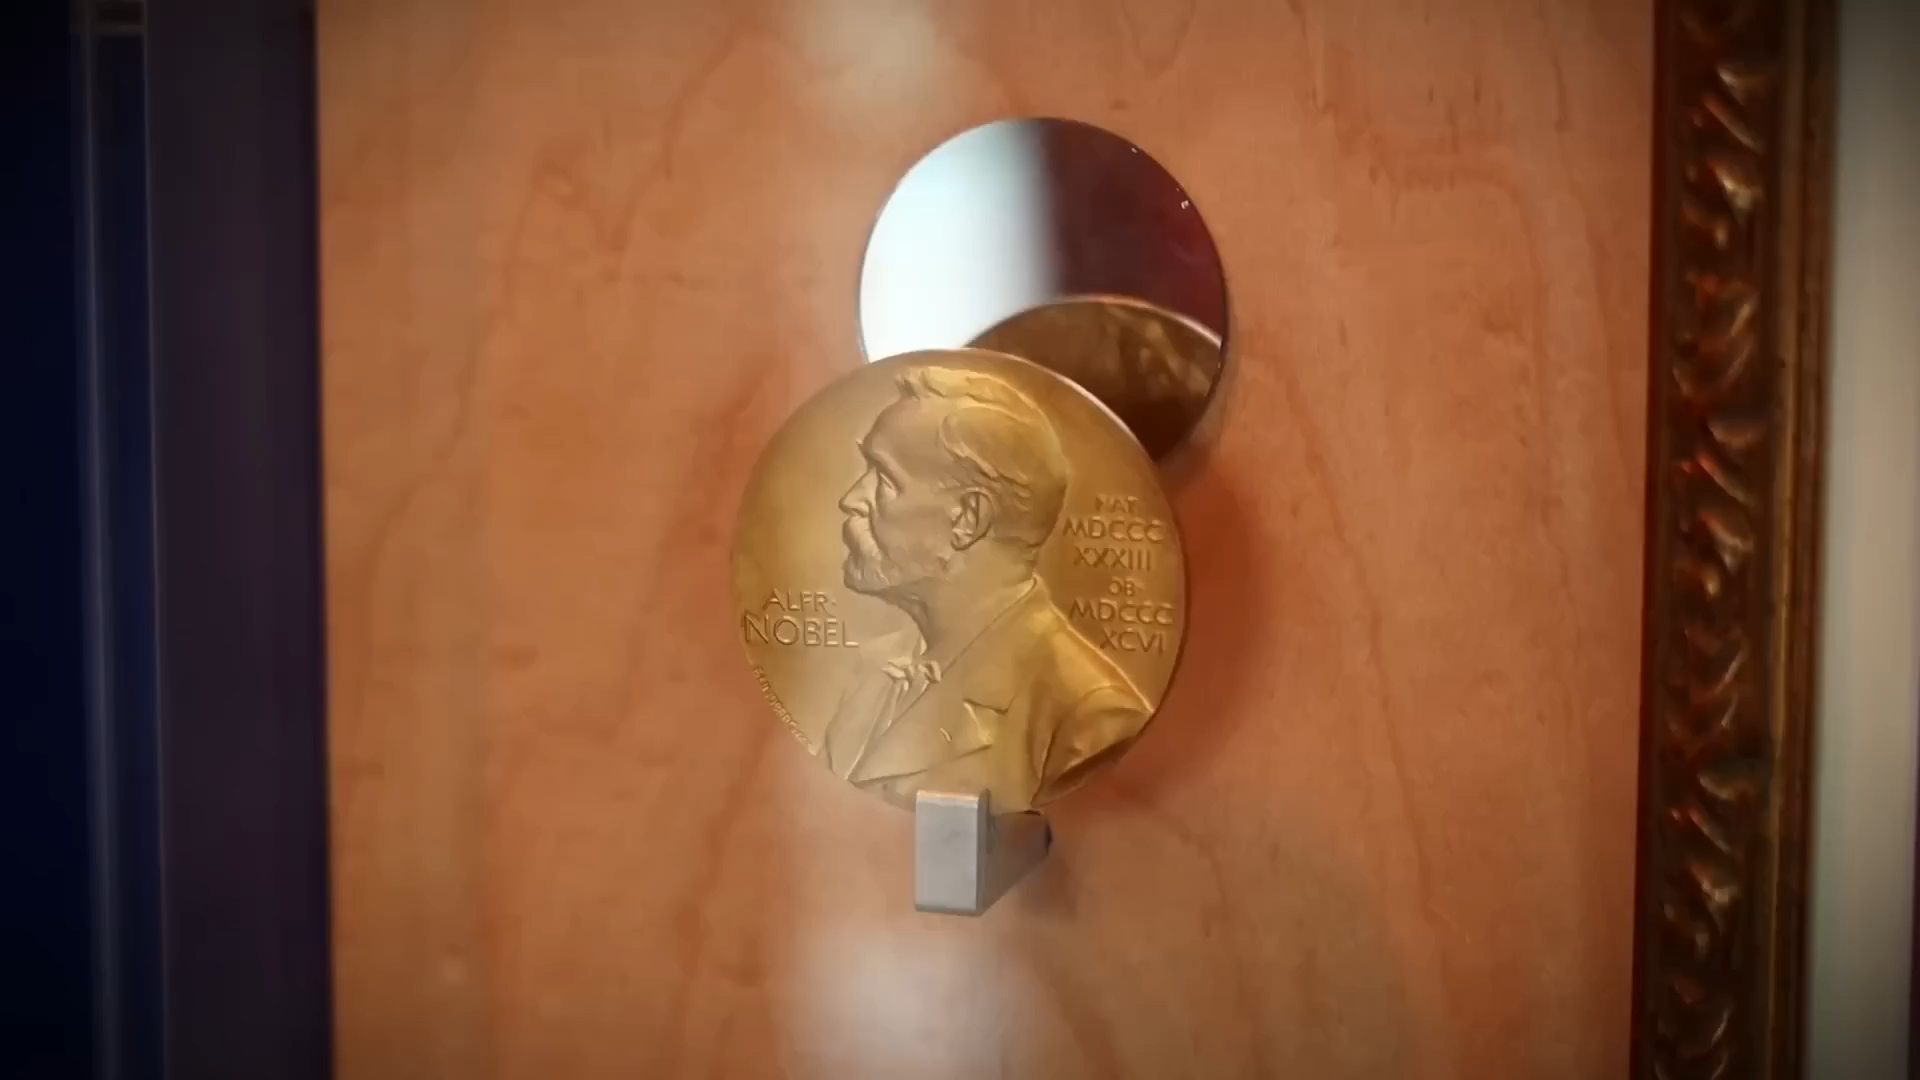 ALFR·
NOBEL
NAT·
MDCCC
XXXIII
OB·
MDCCC
XCVI